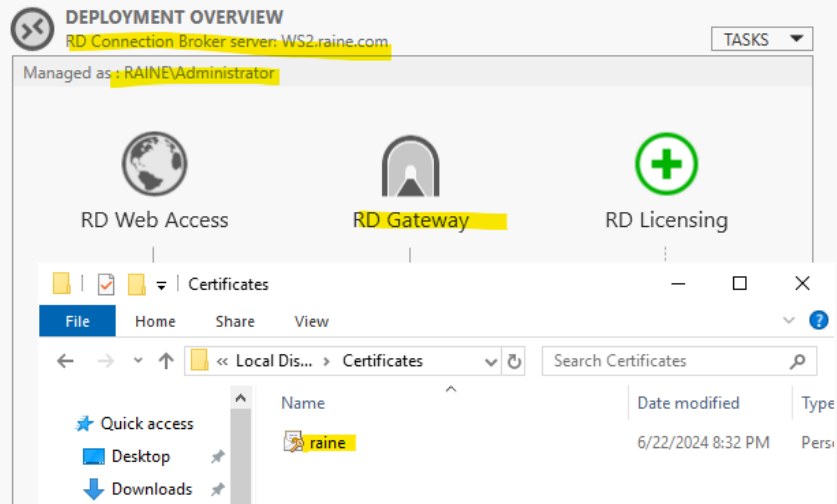 DEPLOYMENT OVERVIEW
RD Connection Broker server: WS2.raine.com
TASKS
Managed as : RAINE\Administrator
RD Web Access
RD Gateway
RD Licensing
Certificates
File Home Share View
?
« Local Dis... › Certificates
Search Certificates
Name Date modified Type
Quick access
raine 6/22/2024 8:32 PM Pers
Desktop
Downloads